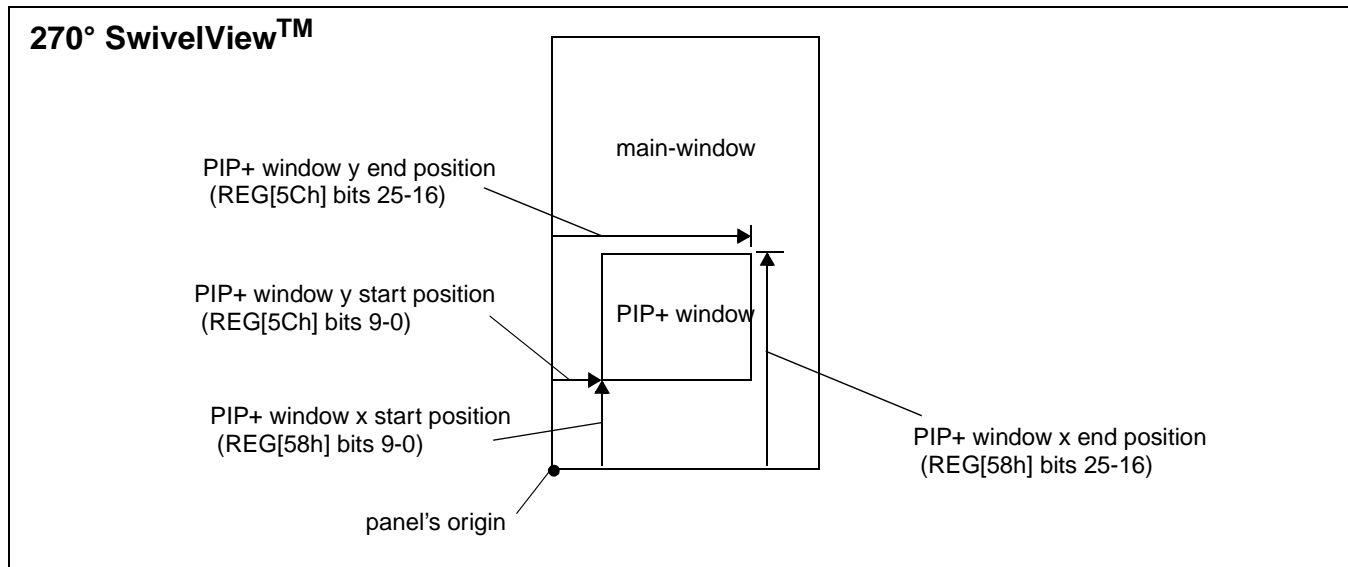 270° SwivelView™
main-window
PIP+ window y end position
(REG[5Ch] bits 25-16)
PIP+ window y start position
(REG[5Ch] bits 9-0)
PIP+ window
PIP+ window x start position
(REG[58h] bits 9-0)
PIP+ window x end position
(REG[58h] bits 25-16)
panel's origin